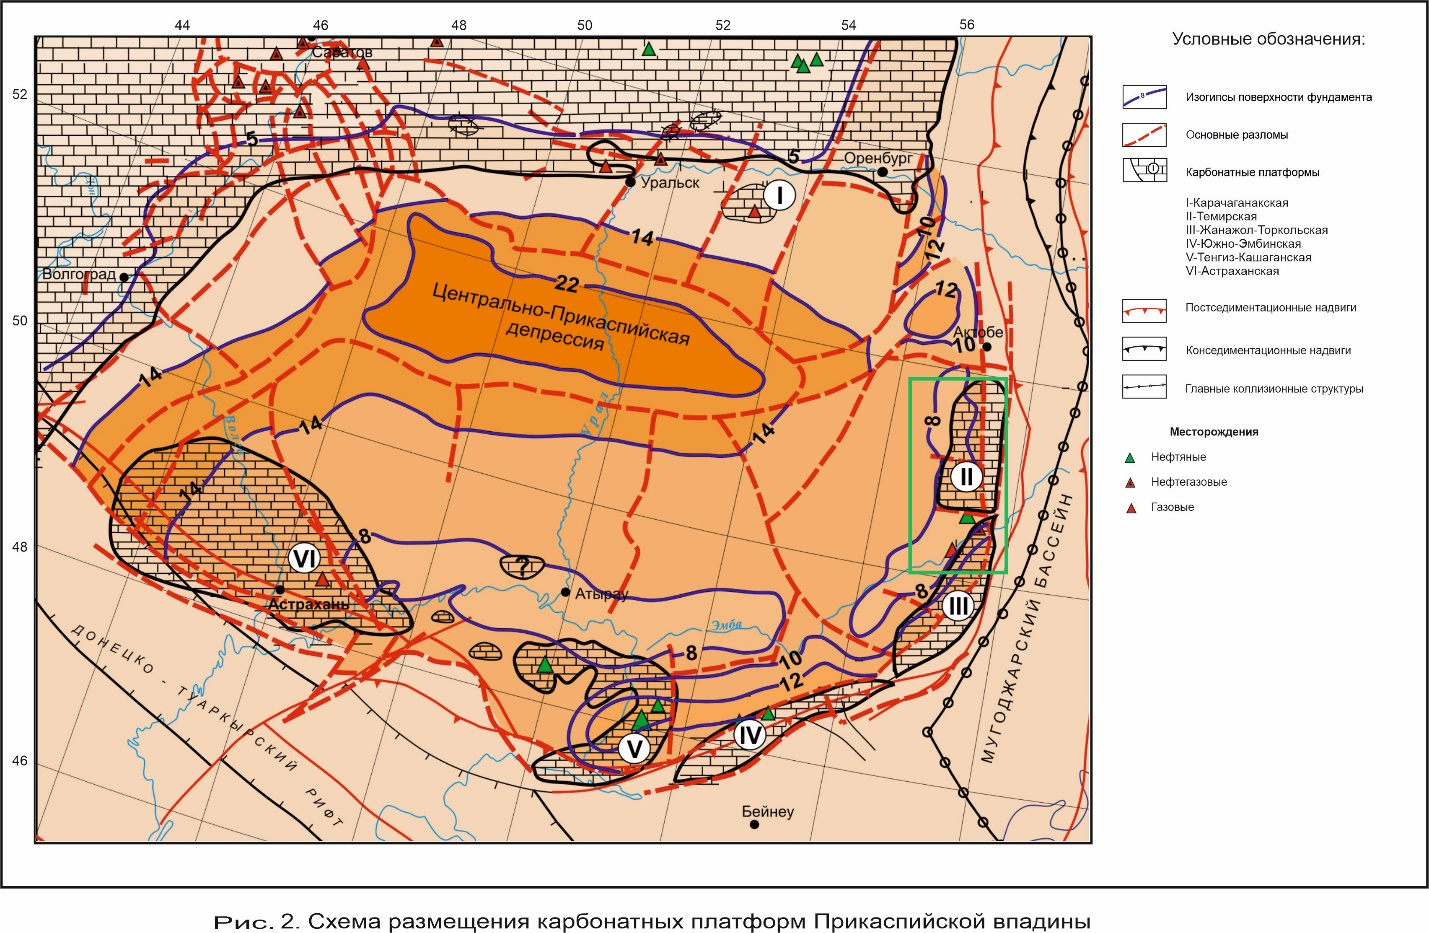 44 46 48 50 52 54 56
52
50
48
46
Саратов
5
5
Оренбург
Уральск
I
10
12
14
Волгоград
22
12
Центрально-Прикаспийская
депрессия
Актобе
10
14
8
Урал
14
14
Волга
II
14
8
VI
?
Атырау
8
III
Астрахань
Эмба
8
10
12
IV
V
ДОНЕЦКО - ТУАРКЫРСКИЙ РИФТ
МУГОДЖАРСКИЙ БАССЕЙН
Бейнеу
Условные обозначения:
8
Изогипсы поверхности фундамента
Основные разломы
I
Карбонатные платформы
I-Карачаганакская
II-Темирская
III-Жанажол-Торкольская
IV-Южно-Эмбинская
V-Тенгиз-Кашаганская
VI-Астраханская
Постседиментационные надвиги
Конседиментационные надвиги
Главные коллизионные структуры
Месторождения
Нефтяные
Нефтегазовые
Газовые
Рис. 2. Схема размещения карбонатных платформ Прикаспийской впадины